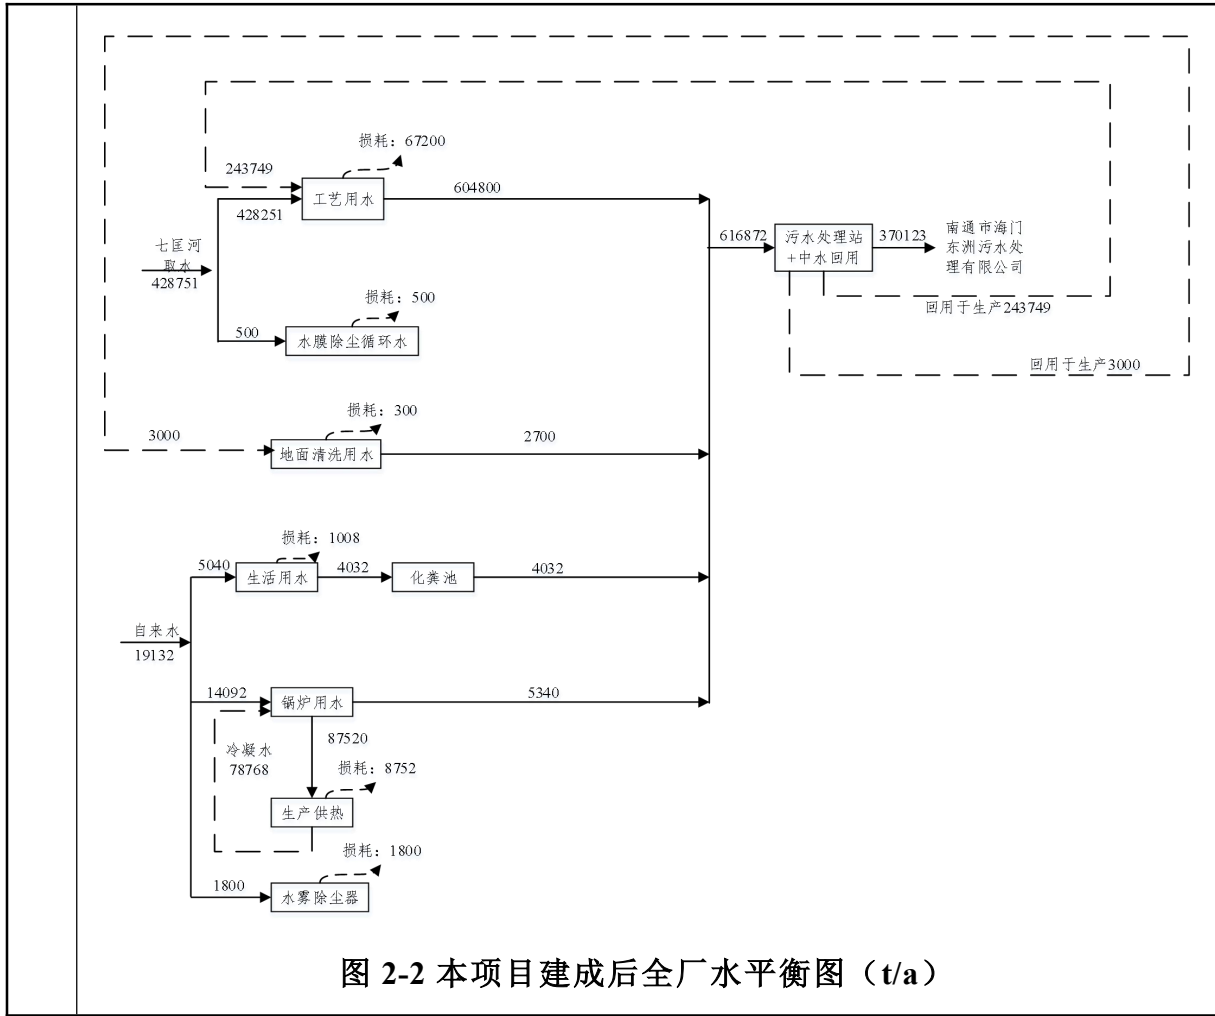 损耗：67200
243749
工艺用水
604800
428251
七匡河
取水
428751
616872
污水处理站
+中水回用
370123
南通市海门
东洲污水处
理有限公司
损耗：500
回用于生产243749
500
水膜除尘循环水
回用于生产3000
损耗：300
3000
地面清洗用水
2700
损耗：1008
5040
生活用水
4032
化粪池
4032
自来水
19132
14092
锅炉用水
5340
87520
冷凝水
78768
损耗：8752
生产供热
损耗：1800
1800
水雾除尘器
图 2-2 本项目建成后全厂水平衡图（t/a）